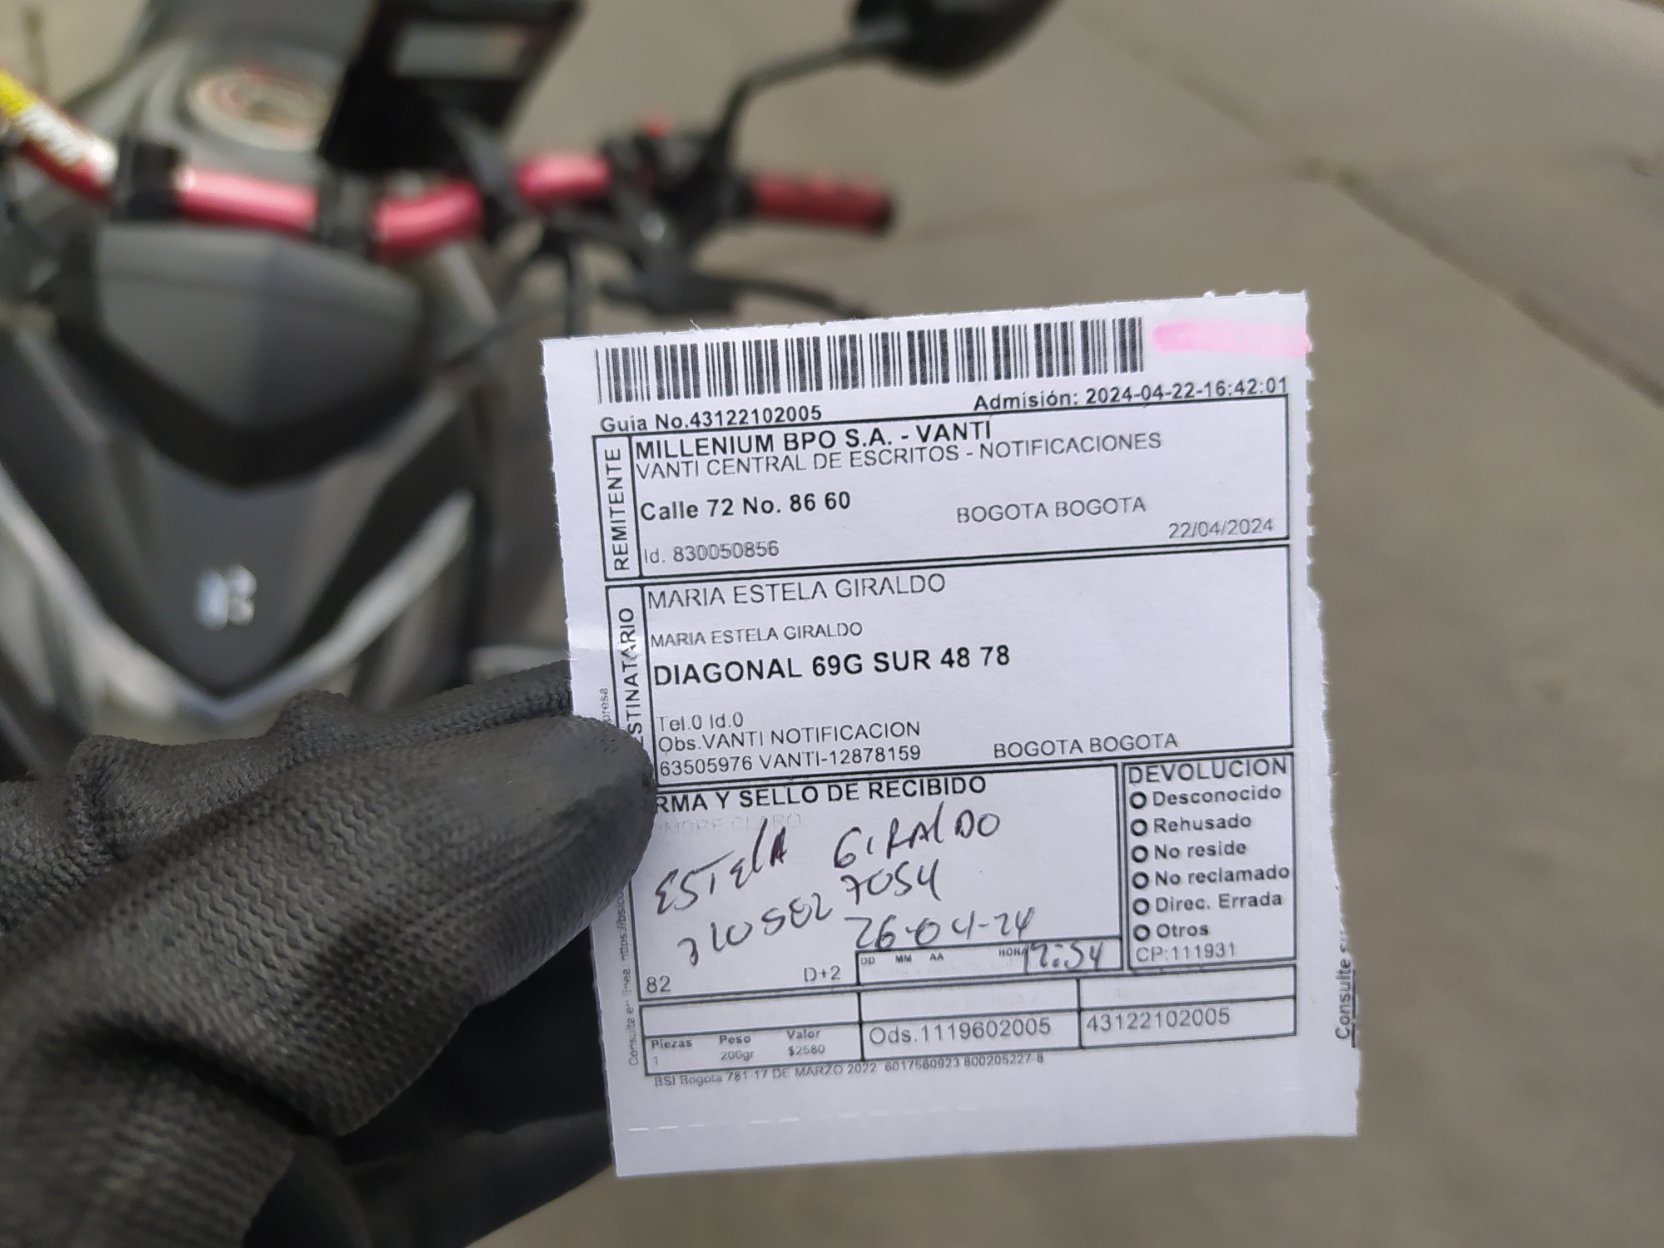 Guia No.43122102005
Admisión: 2024-04-22-16:42:01
REMITENTE
MILLENIUM BPO S.A. - VANTI
VANTI CENTRAL DE ESCRITOS - NOTIFICACIONES
Calle 72 No. 86 60
BOGOTA BOGOTA
22/04/2024
Id. 830050856
STINATARIO
MARIA ESTELA GIRALDO
MARIA ESTELA GIRALDO
DIAGONAL 69G SUR 48 78
Tel.0 Id.0
Obs.VANTI NOTIFICACION
63505976 VANTI-12878159
BOGOTA BOGOTA
RMA Y SELLO DE RECIBIDO
ESTElA GIRAlDO
3105827054
26-04-24
DD MM AA
HORA 12:54
82
D+2
DEVOLUCION
Desconocido
Rehusado
No reside
No reclamado
Direc. Errada
Otros
CP:111931
Piezas Peso Valor
1 200gr $2580
Ods.1119602005
43122102005
BSI Bogota 781 17 DE MARZO 2022 6017560923 800205227-8
Consulte